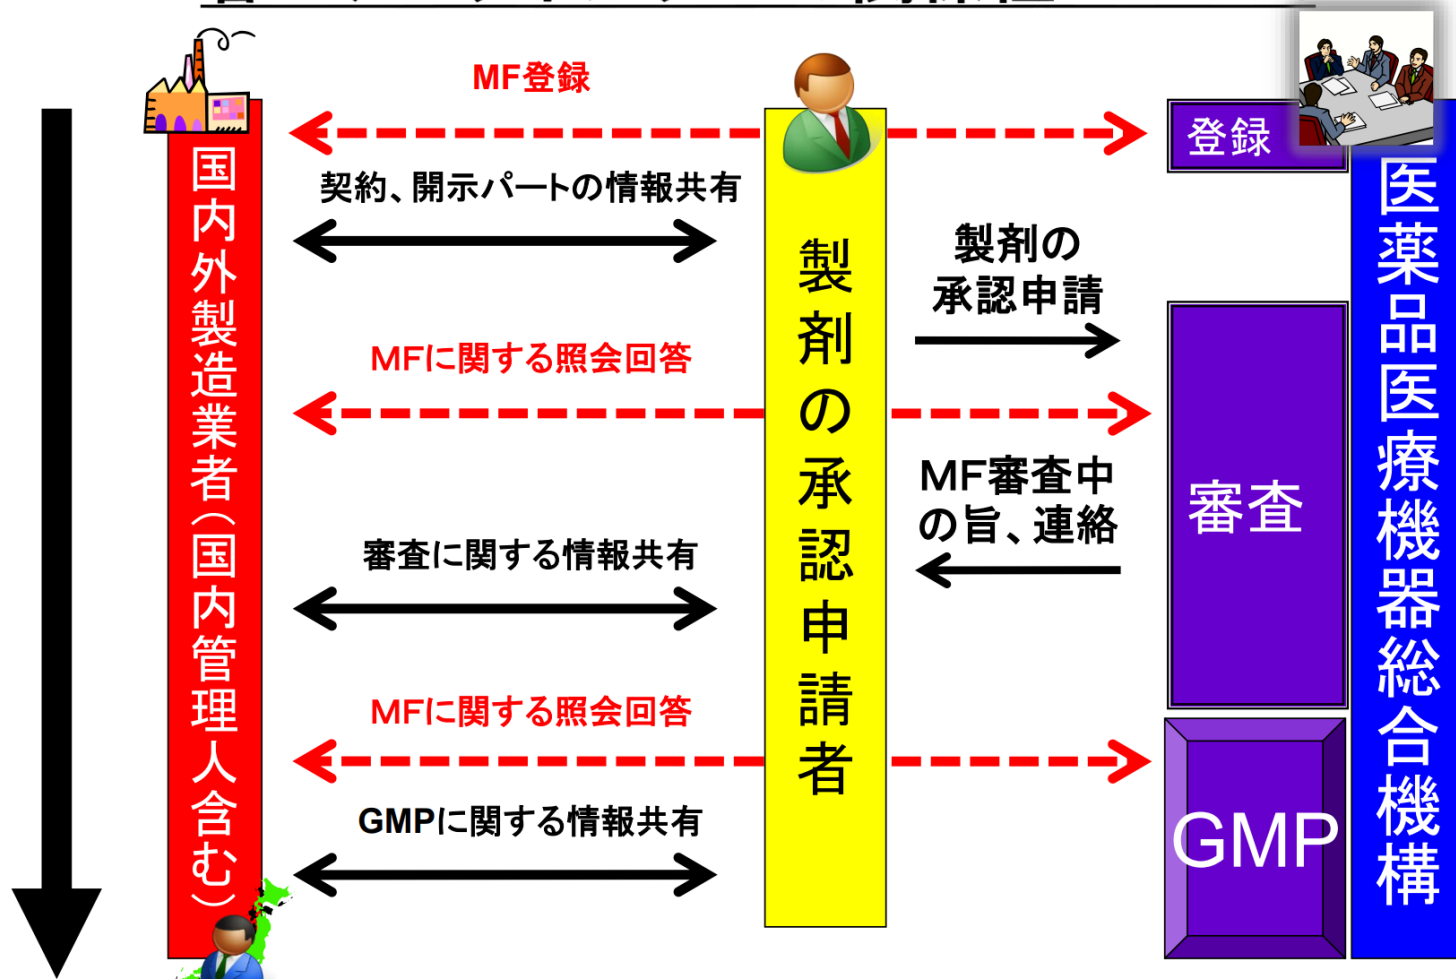 MF登録
契約、開示パートの情報共有
MFに関する照会回答
審査に関する情報共有
MFに関する照会回答
GMPに関する情報共有
国内外製造業者(国内管理人含む)
製剤の承認申請者
製剤の
承認申請
MF審査中
の旨、連絡
登録
審査
GMP
医薬品医療機器総合機構